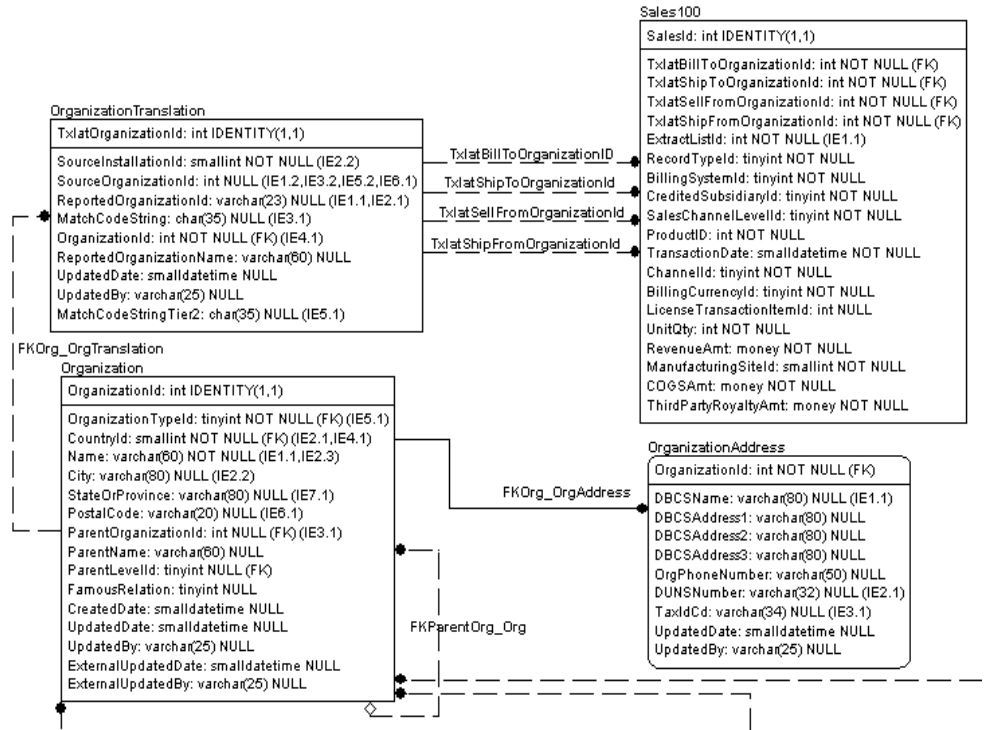 Sales100
SalesId: int IDENTITY(1,1)
TxlatBillToOrganizationId: int NOT NULL (FK)
TxlatShipToOrganizationId: int NOT NULL (FK)
TxlatSellFromOrganizationId: int NOT NULL (FK)
TxlatShipFromOrganizationId: int NOT NULL (FK)
ExtractListId: int NOT NULL (IE1.1)
RecordTypeId: tinyint NOT NULL
BillingSystemId: tinyint NOT NULL
CreditedSubsidiaryId: tinyint NOT NULL
SalesChannelLevelId: tinyint NOT NULL
ProductID: int NOT NULL
TransactionDate: smalldatetime NOT NULL
ChannelId: tinyint NOT NULL
BillingCurrencyId: tinyint NOT NULL
LicenseTransactionItemId: int NULL
UnitQty: int NOT NULL
RevenueAmt: money NOT NULL
ManufacturingSiteId: smallint NOT NULL
COGSAmt: money NOT NULL
ThirdPartyRoyaltyAmt: money NOT NULL
OrganizationTranslation
TxlatOrganizationId: int IDENTITY(1,1)
SourceInstallationId: smallint NOT NULL (IE2.2)
SourceOrganizationId: int NULL (IE1.2,IE3.2,IE5.2,IE6.1)
ReportedOrganizationId: varchar(23) NULL (IE1.1,IE2.1)
MatchCodeString: char(35) NULL (IE3.1)
OrganizationId: int NOT NULL (FK) (IE4.1)
ReportedOrganizationName: varchar(60) NULL
UpdatedDate: smalldatetime NULL
UpdatedBy: varchar(25) NULL
MatchCodeStringTier2: char(35) NULL (IE5.1)
TxlatBillToOrganizationID
TxlatShipToOrganizationId
TxlatSellFromOrganizationId
TxlatShipFromOrganizationId
FKOrg_OrgTranslation
Organization
OrganizationId: int IDENTITY(1,1)
OrganizationTypeId: tinyint NOT NULL (FK) (IE5.1)
CountryId: smallint NOT NULL (FK) (IE2.1,IE4.1)
Name: varchar(60) NOT NULL (IE1.1,IE2.3)
City: varchar(80) NULL (IE2.2)
StateOrProvince: varchar(80) NULL (IE7.1)
PostalCode: varchar(20) NULL (IE6.1)
ParentOrganizationId: int NULL (FK) (IE3.1)
ParentName: varchar(60) NULL
ParentLevelId: tinyint NULL (FK)
FamousRelation: tinyint NULL
CreatedDate: smalldatetime NULL
UpdatedDate: smalldatetime NULL
UpdatedBy: varchar(25) NULL
ExternalUpdatedDate: smalldatetime NULL
ExternalUpdatedBy: varchar(25) NULL
FKOrg_OrgAddress
FKParentOrg_Org
OrganizationAddress
OrganizationId: int NOT NULL (FK)
DBCSName: varchar(80) NULL (IE1.1)
DBCSAddress1: varchar(80) NULL
DBCSAddress2: varchar(80) NULL
DBCSAddress3: varchar(80) NULL
OrgPhoneNumber: varchar(50) NULL
DUNSNumber: varchar(32) NULL (IE2.1)
TaxIdCd: varchar(34) NULL (IE3.1)
UpdatedDate: smalldatetime NULL
UpdatedBy: varchar(25) NULL